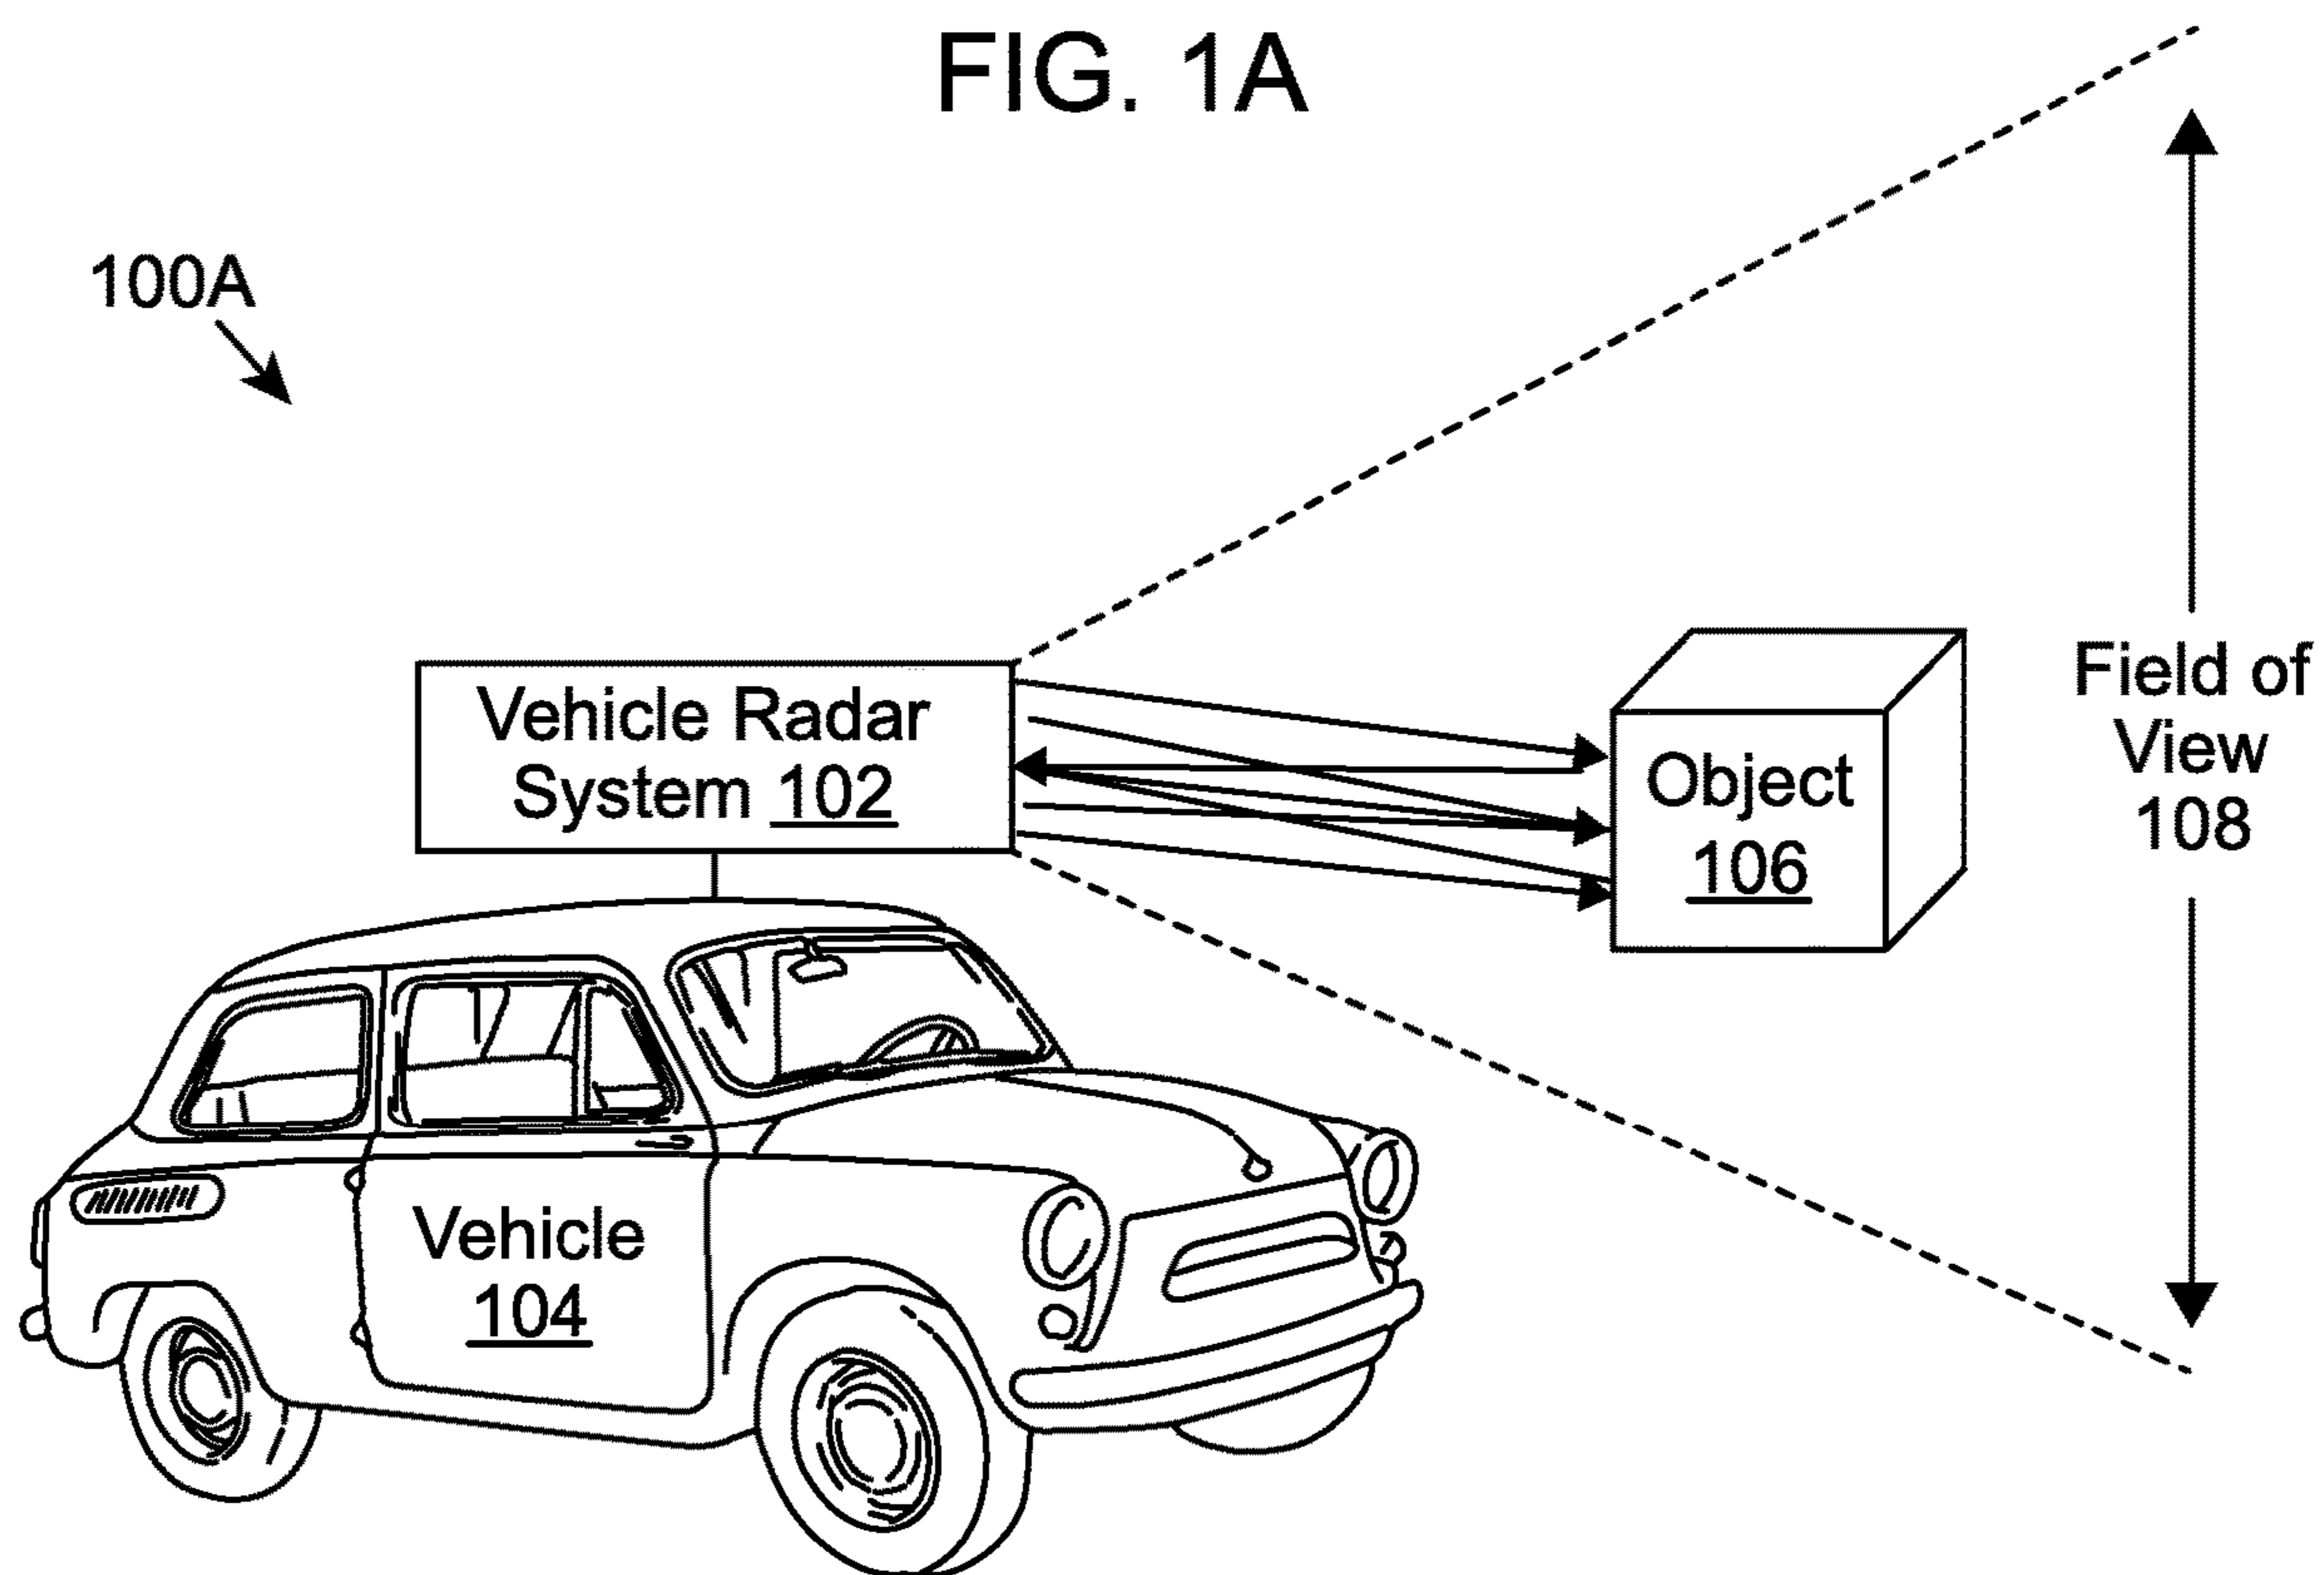 FIG. 1A
100A
Vehicle Radar
System 102
Object
106
Field of
View
108
Vehicle
104